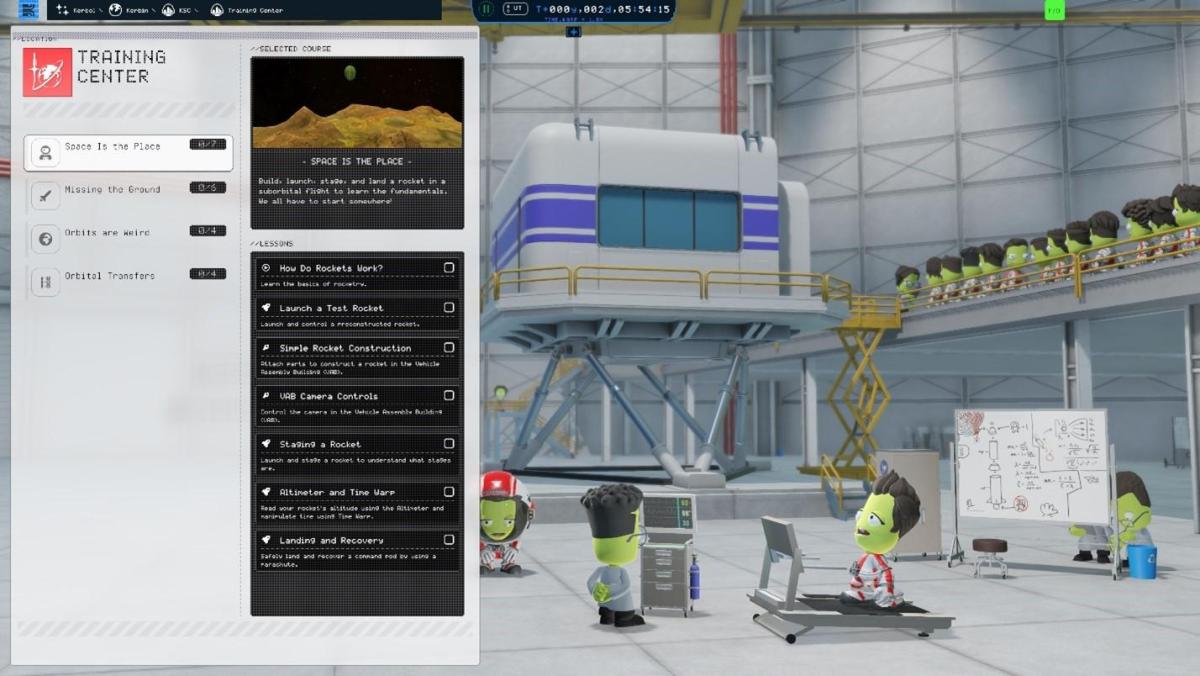 Kerbol
Kerbin
KSC
Training Center
UT
T+000y,002d,05:54:15
TIME WARP = 1.0X
//LOCATION
TRAINING
CENTER
Space Is the Place
0/7
Missing the Ground
0/6
Orbits are Weird
0/4
Orbital Transfers
0/4
//SELECTED COURSE
- SPACE IS THE PLACE -
Build, launch, stage, and land a rocket in a
suborbital flight to learn the fundamentals.
We all have to start somewhere!
//LESSONS
How Do Rockets Work?
Learn the basics of rocketry.
Launch a Test Rocket
Launch and control a preconstructed rocket.
Simple Rocket Construction
Attach parts to construct a rocket in the Vehicle
Assembly Building (VAB).
VAB Camera Controls
Control the camera in the Vehicle Assembly Building
(VAB).
Staging a Rocket
Launch and stage a rocket to understand what stages
are.
Altimeter and Time Warp
Read your rocket's altitude using the Altimeter and
manipulate time using Time Warp.
Landing and Recovery
Safely land and recover a command pod by using a
parachute.